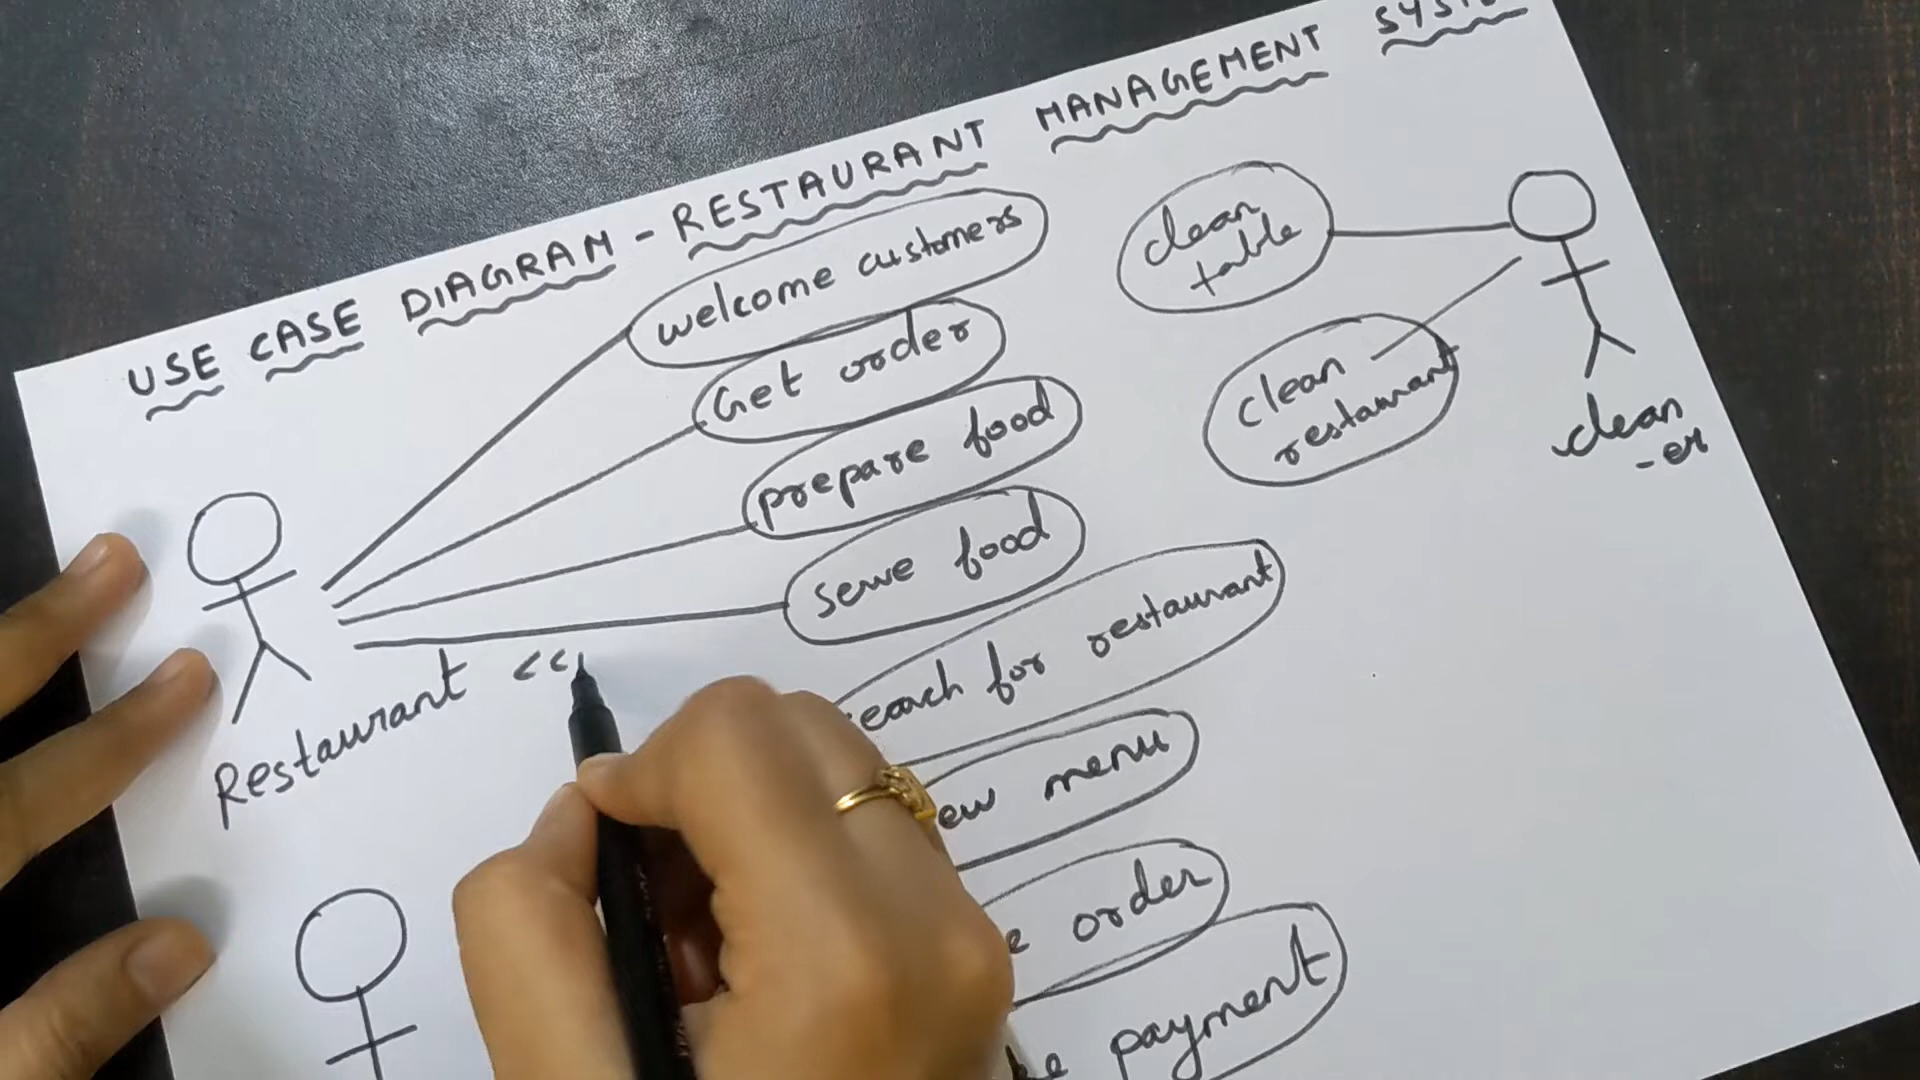 USE CASE DIAGRAM - RESTAURANT MANAGEMENT
welcome customers
Get order
prepare food
serve food
for restaurant
menu
order
payment
Restaurant <<
clean
table
clean
restaurant
clean
-er